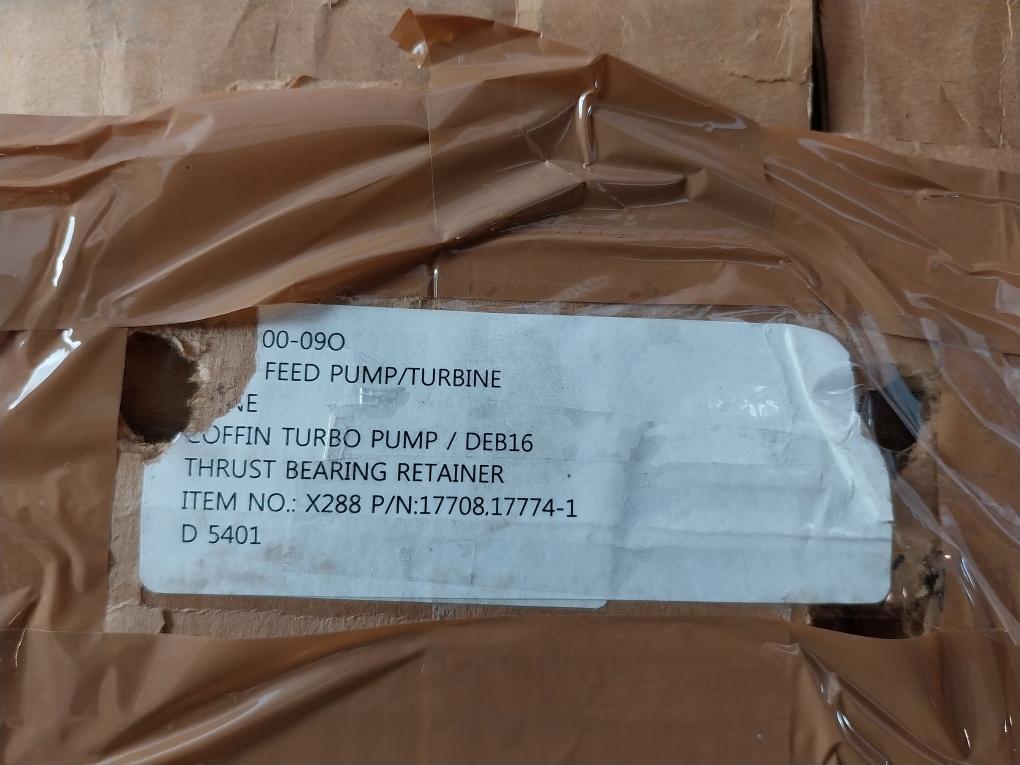 00-09O
FEED PUMP/TURBINE
NE
COFFIN TURBO PUMP / DEB16
THRUST BEARING RETAINER
ITEM NO.: X288 P/N:17708.17774-1
D 5401